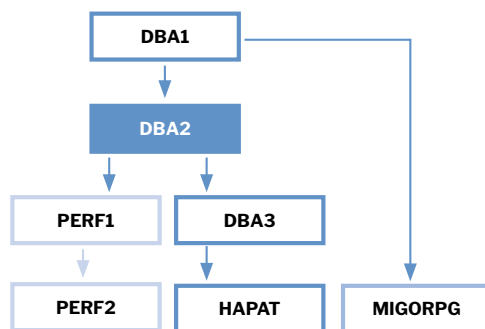 DBA1
DBA2
PERF1
DBA3
PERF2
HAPAT
MIGORPG